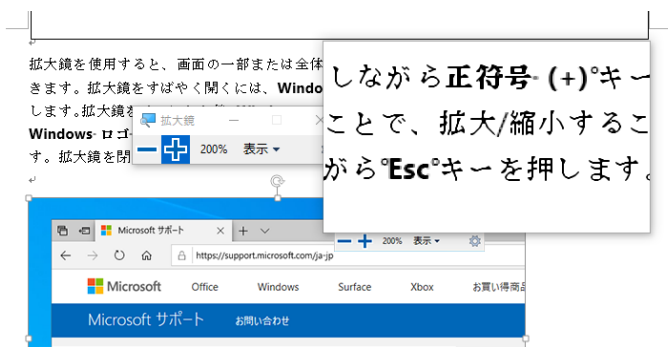 拡大鏡を使用すると、画面の一部または全体
きます。拡大鏡をすばやく開くには、Windo
します。拡大鏡を
Windows ロゴ
す。拡大鏡を閉
拡大鏡
200% 表示
しながら正符号 (+)°キー
ことで、拡大/縮小するこ
がら°Esc°キーを押します。
Microsoft サポート
200% 表示
https://support.microsoft.com/ja-jp
Microsoft Office Windows Surface Xbox お買い得商品
Microsoft サポート お問い合わせ